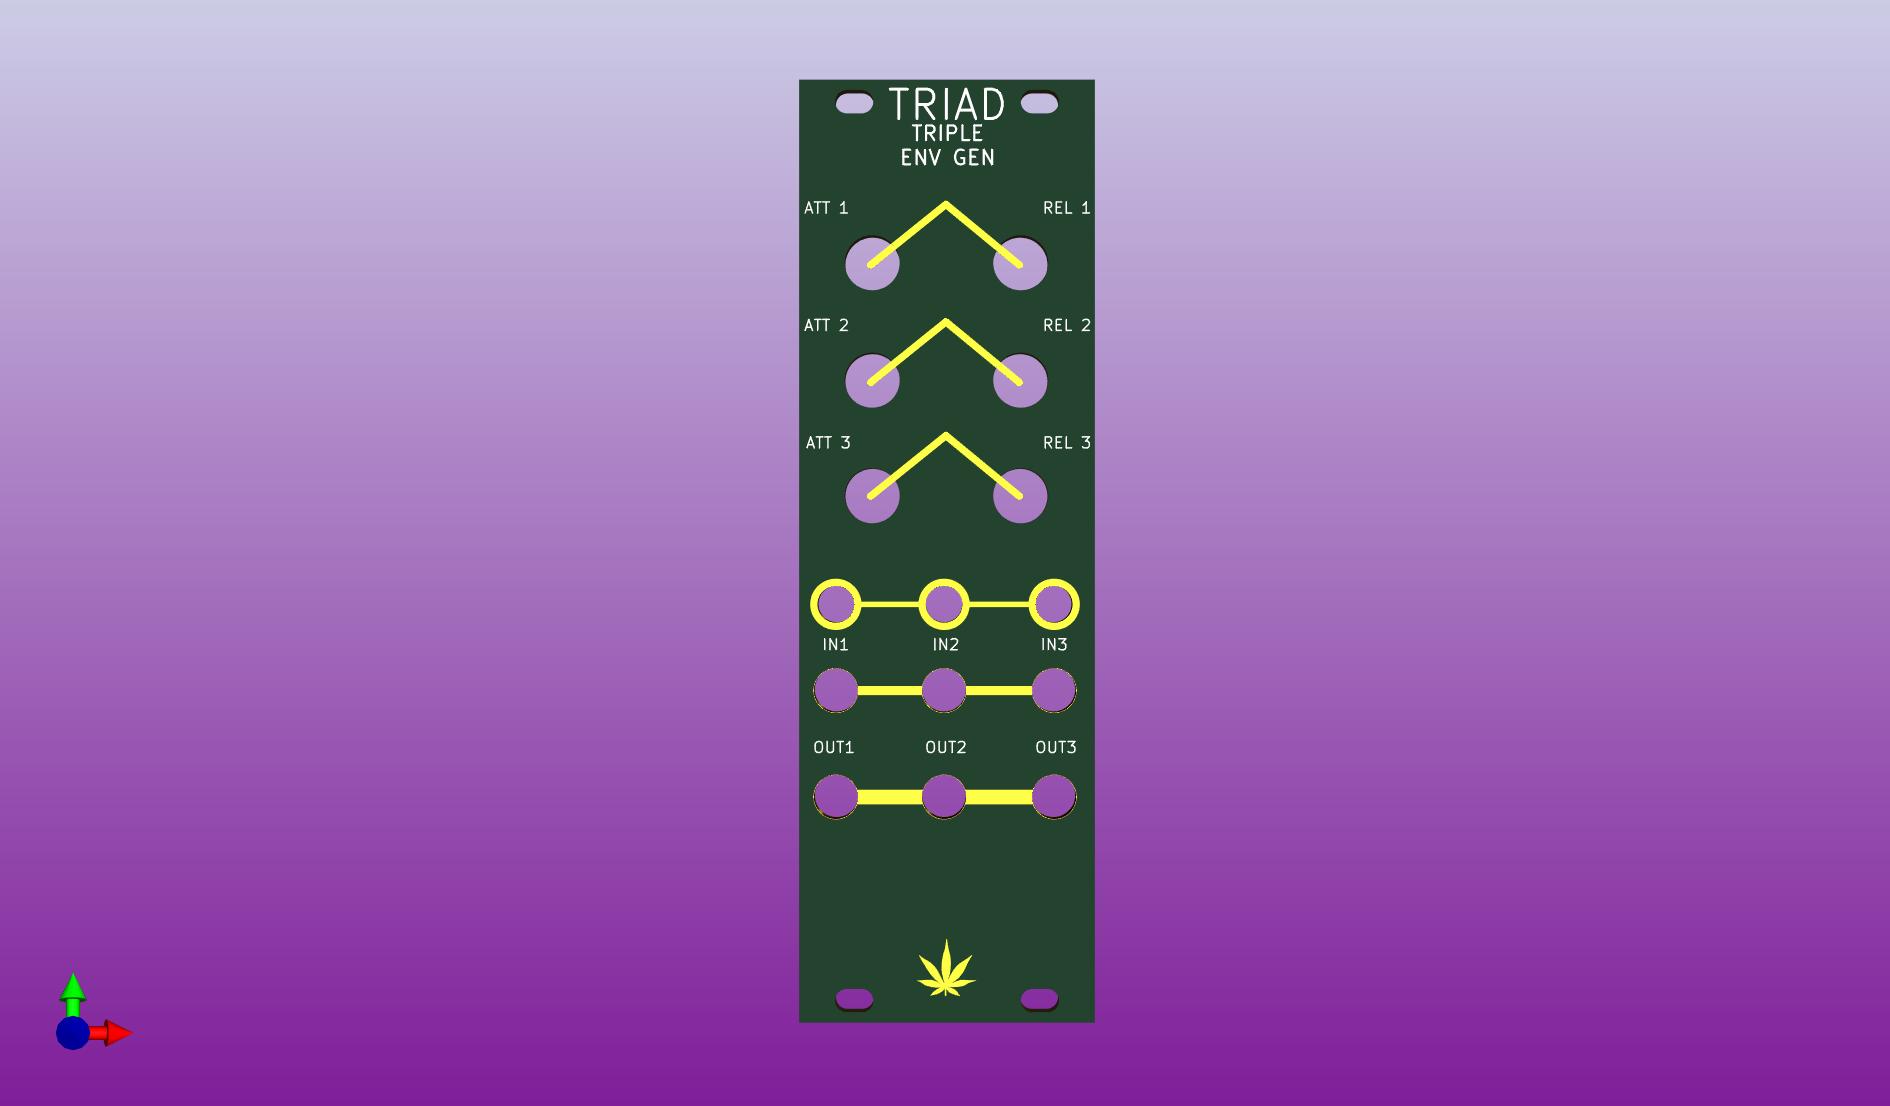 TRIAD
TRIPLE
ENV GEN
ATT 1 REL 1
ATT 2 REL 2
ATT 3 REL 3
IN1 IN2 IN3
OUT1 OUT2 OUT3